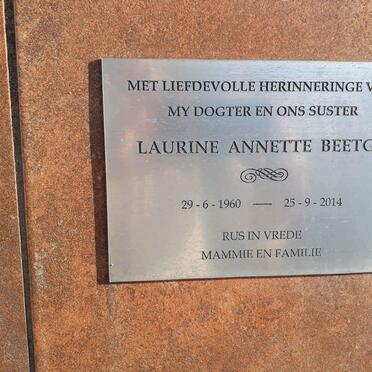 MET LIEFDEVOLLE HERINNERINGE
MY DOGTER EN ONS SUSTER
LAURINE ANNETTE
29 - 6 - 1960 — 25 - 9 - 2014
RUS IN VREDE
MAMMIE EN FAMILIE